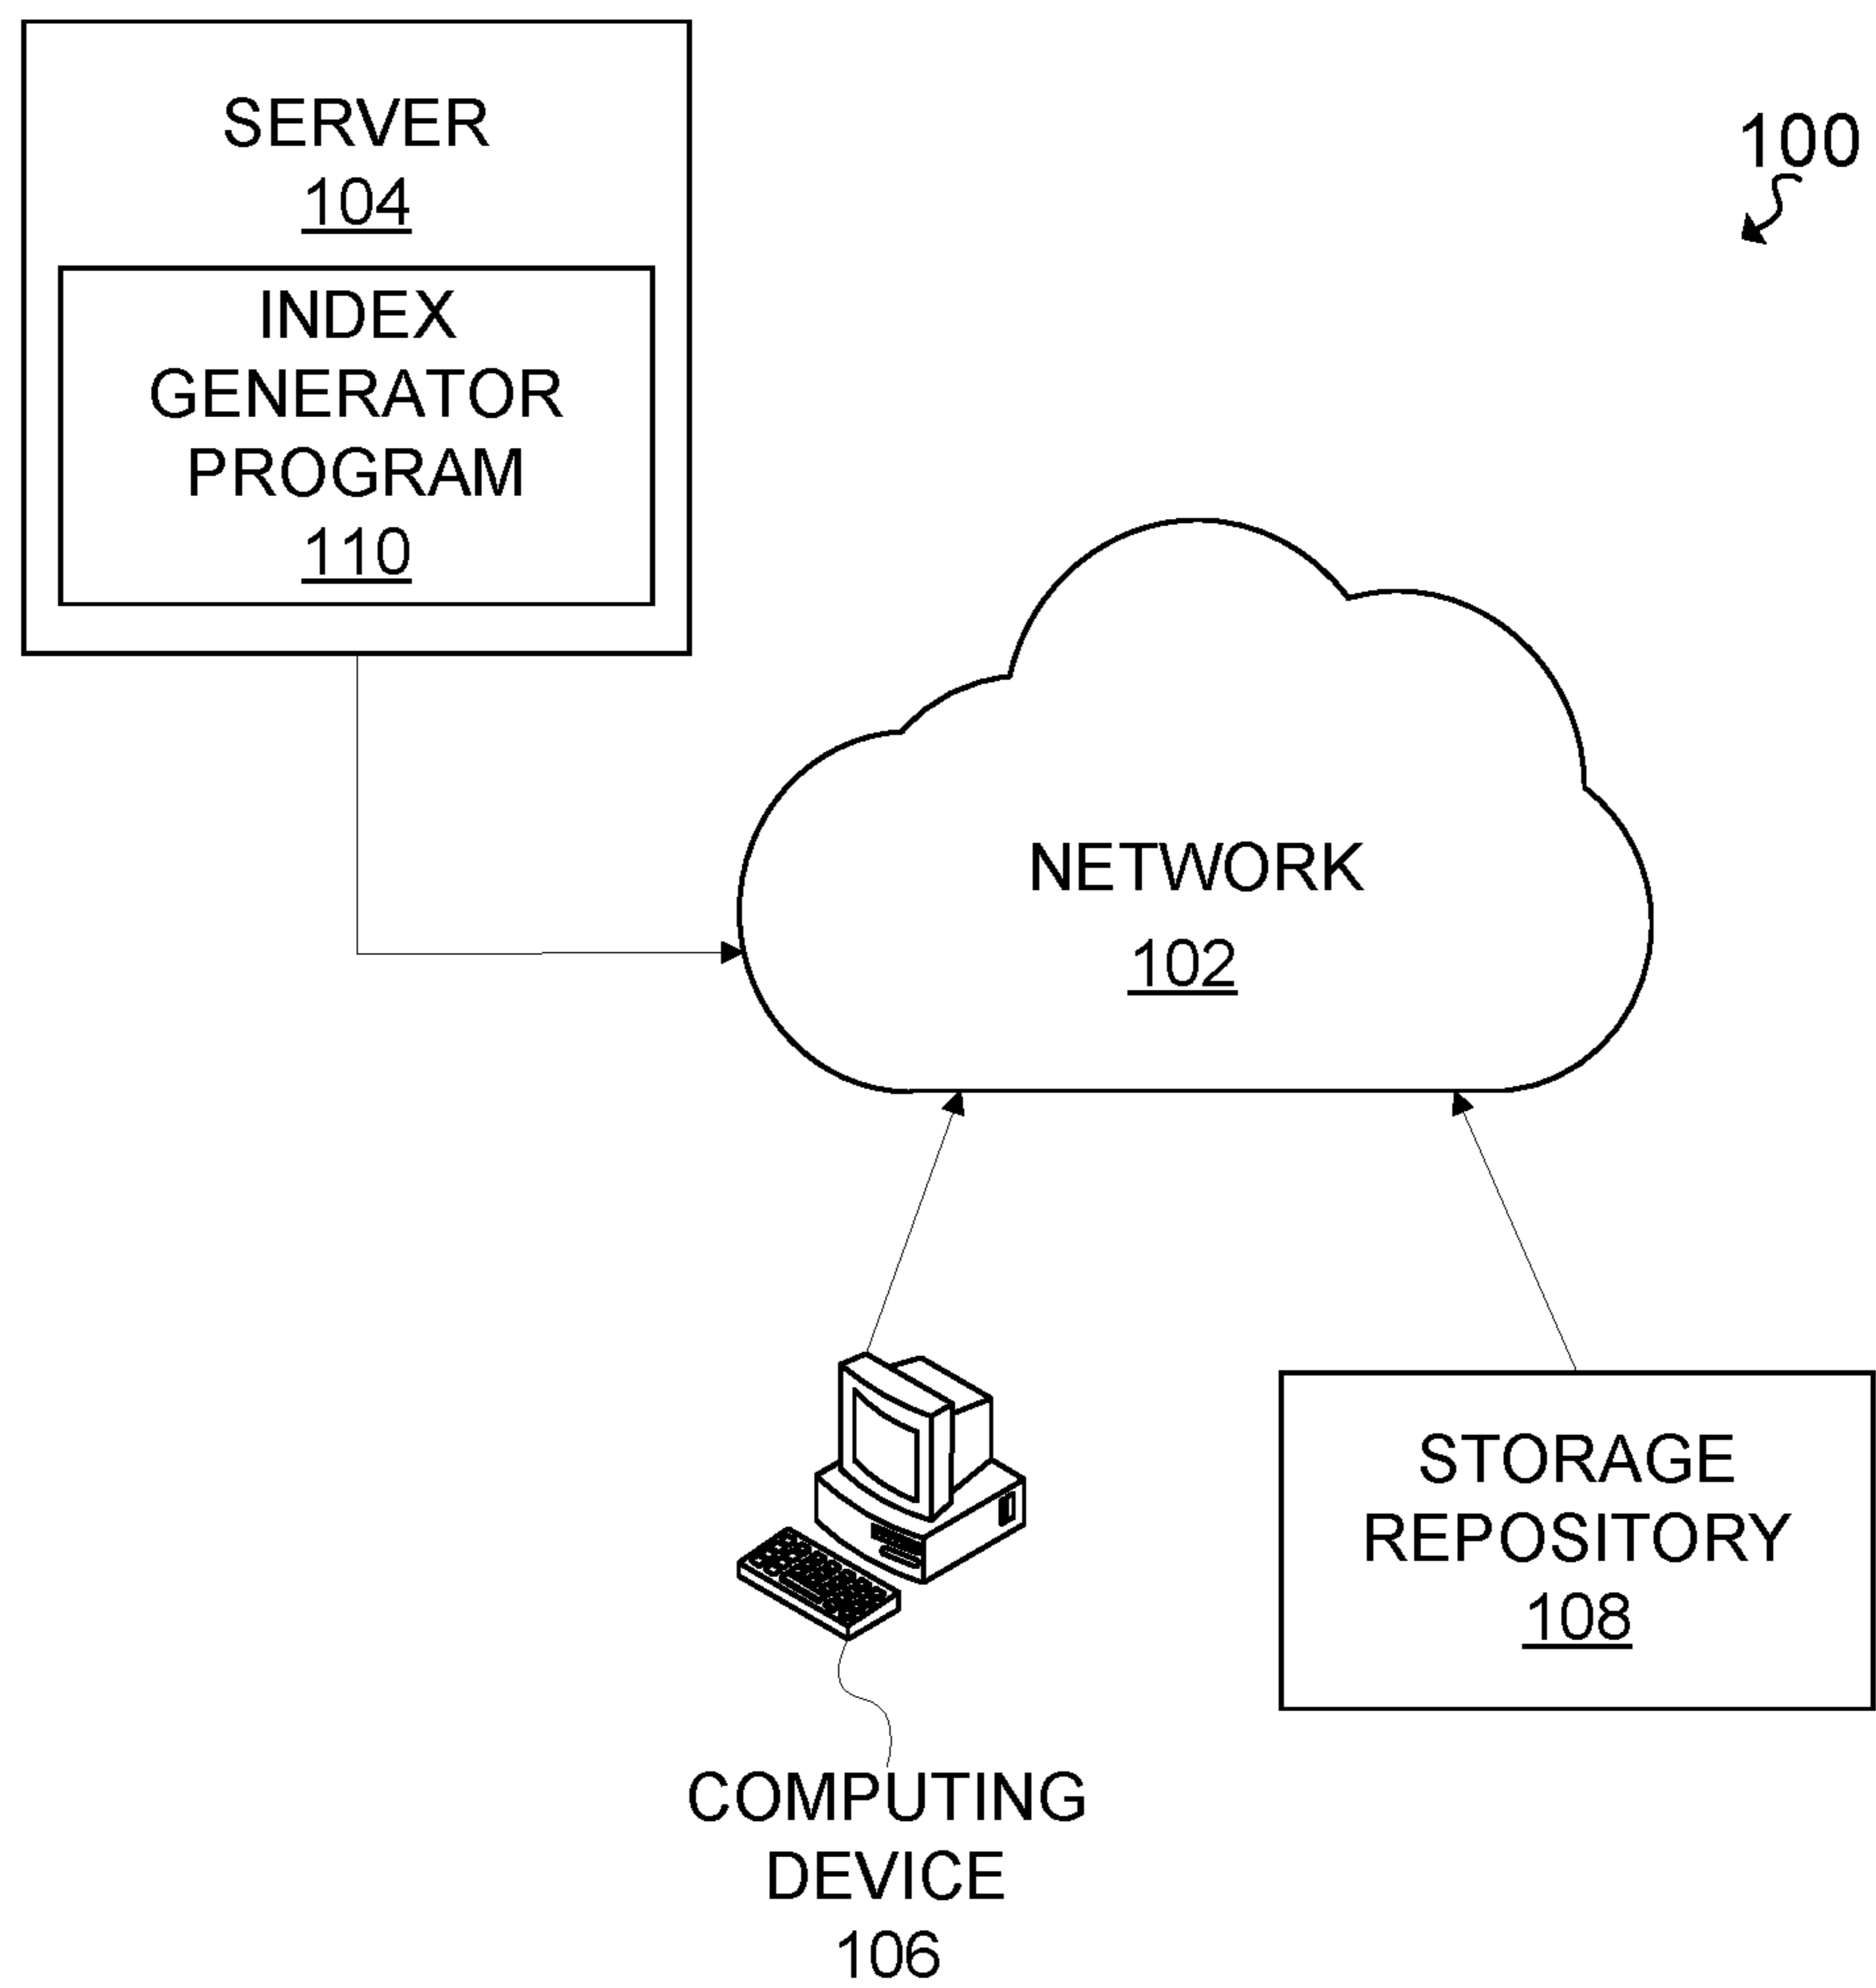 SERVER
104
INDEX
GENERATOR
PROGRAM
110
100
NETWORK
102
STORAGE
REPOSITORY
108
COMPUTING
DEVICE
106